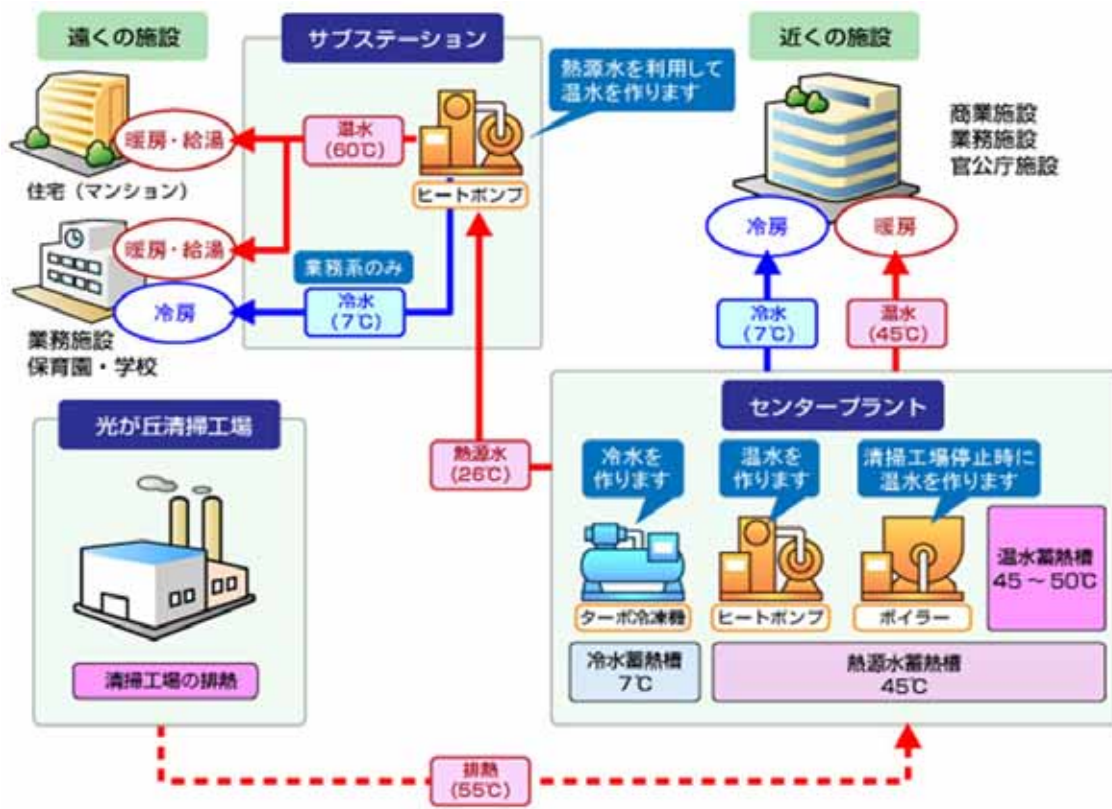 遠くの施設
サブステーション
近くの施設
熱源水を利用して
温水を作ります
商業施設
業務施設
官公庁施設
暖房・給湯
温水
(60℃)
ヒートポンプ
住宅(マンション)
暖房・給湯
業務系のみ
冷房
冷水
(7℃)
業務施設
保育園・学校
冷房
暖房
冷水
(7℃)
温水
(45℃)
光が丘清掃工場
熱源水
(26℃)
センタープラント
冷水を
作ります
温水を
作ります
清掃工場停止時に
温水を作ります
温水蓄熱槽
45~50℃
ターボ冷凍機
ヒートポンプ
ボイラー
清掃工場の排熱
冷水蓄熱槽
7℃
熱源水蓄熱槽
45℃
排熱
(55℃)